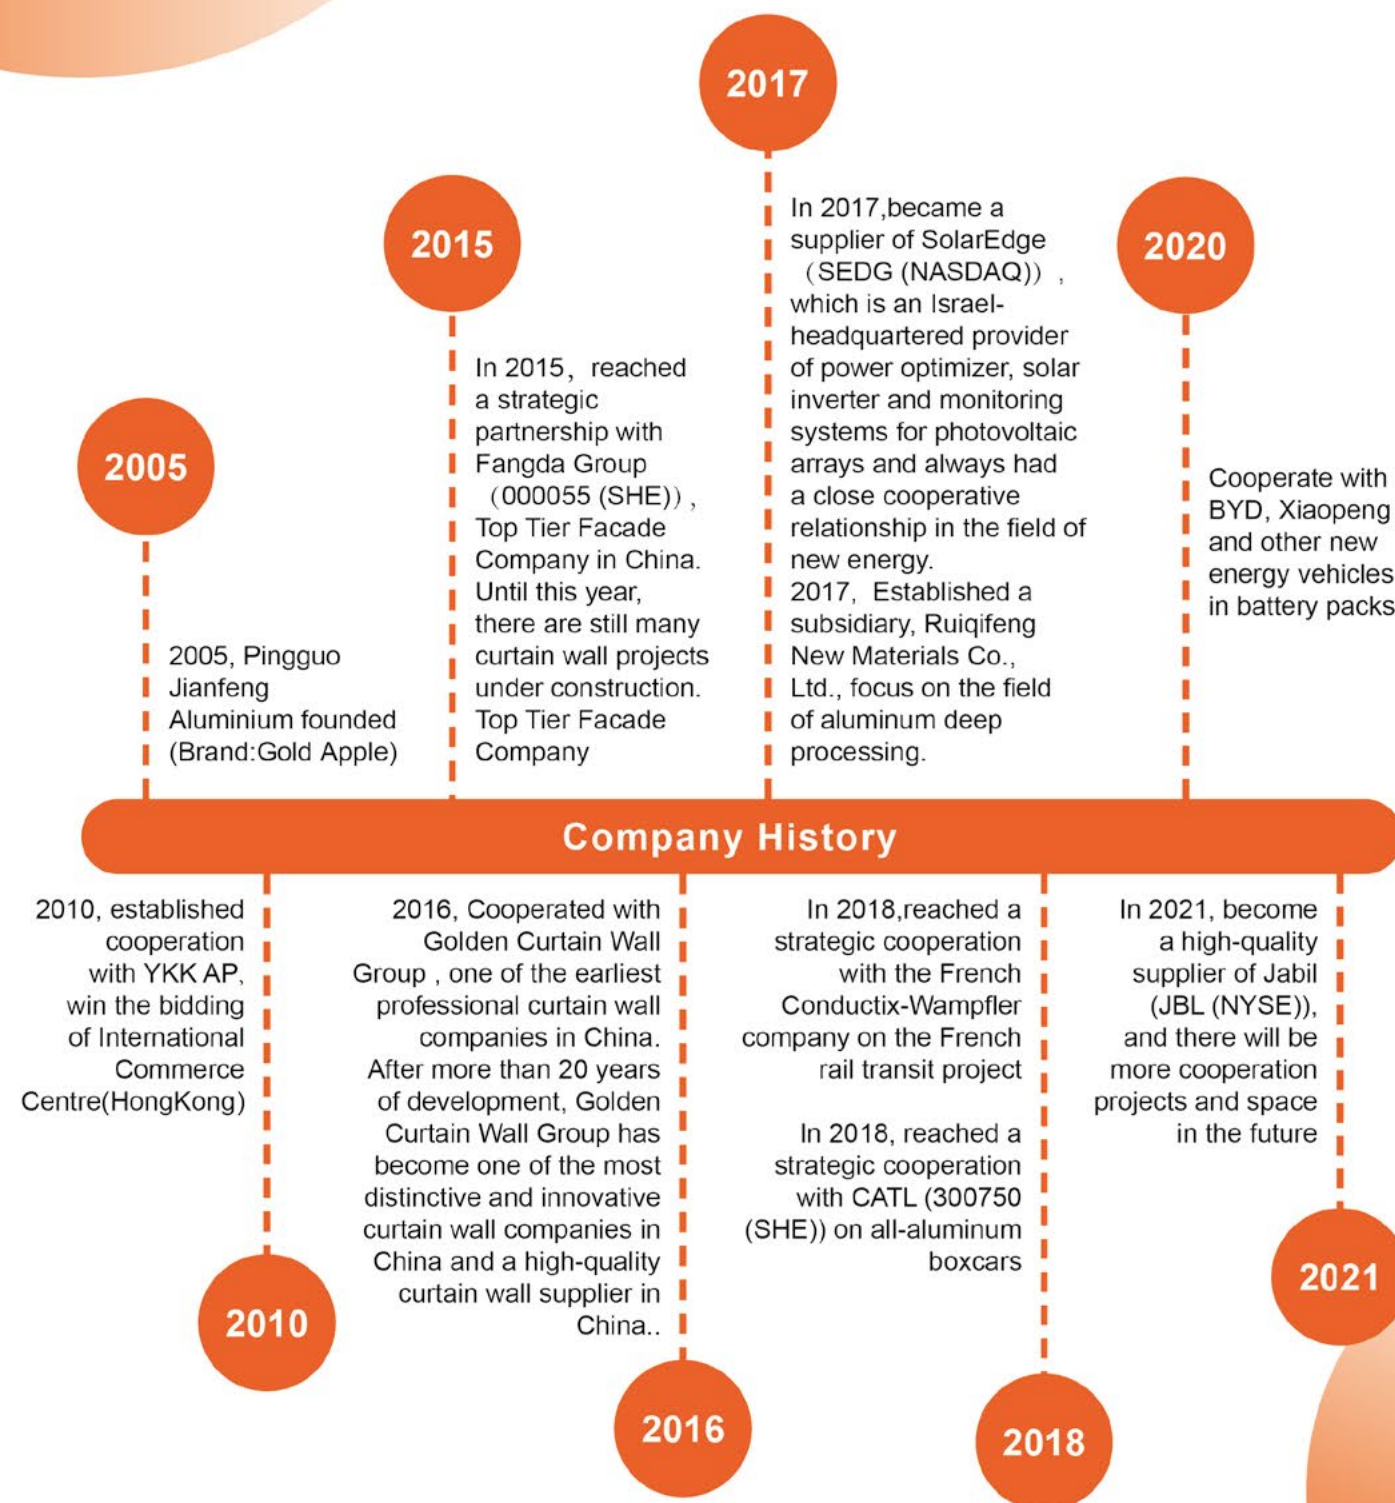 2017
In 2017,became a
supplier of SolarEdge
（SEDG (NASDAQ)），
which is an Israel-
headquartered provider
of power optimizer, solar
inverter and monitoring
systems for photovoltaic
arrays and always had
a close cooperative
relationship in the field of
new energy.
2017,  Established a
subsidiary, Ruiqifeng
New Materials Co.,
Ltd., focus on the field
of aluminum deep
processing.
2015
In 2015，reached
a strategic
partnership with
Fangda Group
（000055 (SHE)）,
Top Tier Facade
Company in China.
Until this year,
there are still many
curtain wall projects
under construction.
Top Tier Facade
Company
2020
Cooperate with
BYD, Xiaopeng
and other new
energy vehicles
in battery packs
2005
2005, Pingguo
Jianfeng
Aluminium founded
(Brand:Gold Apple)
Company History
2010, established
cooperation
with YKK AP,
win the bidding
of International
Commerce
Centre(HongKong)
2010
2016, Cooperated with
Golden Curtain Wall
Group , one of the earliest
professional curtain wall
companies in China.
After more than 20 years
of development, Golden
Curtain Wall Group has
become one of the most
distinctive and innovative
curtain wall companies in
China and a high-quality
curtain wall supplier in
China..
2016
In 2018,reached a
strategic cooperation
with the French
Conductix-Wampfler
company on the French
rail transit project
In 2018, reached a
strategic cooperation
with CATL (300750
(SHE)) on all-aluminum
boxcars
2018
In 2021, become
a high-quality
supplier of Jabil
(JBL (NYSE)),
and there will be
more cooperation
projects and space
in the future
2021